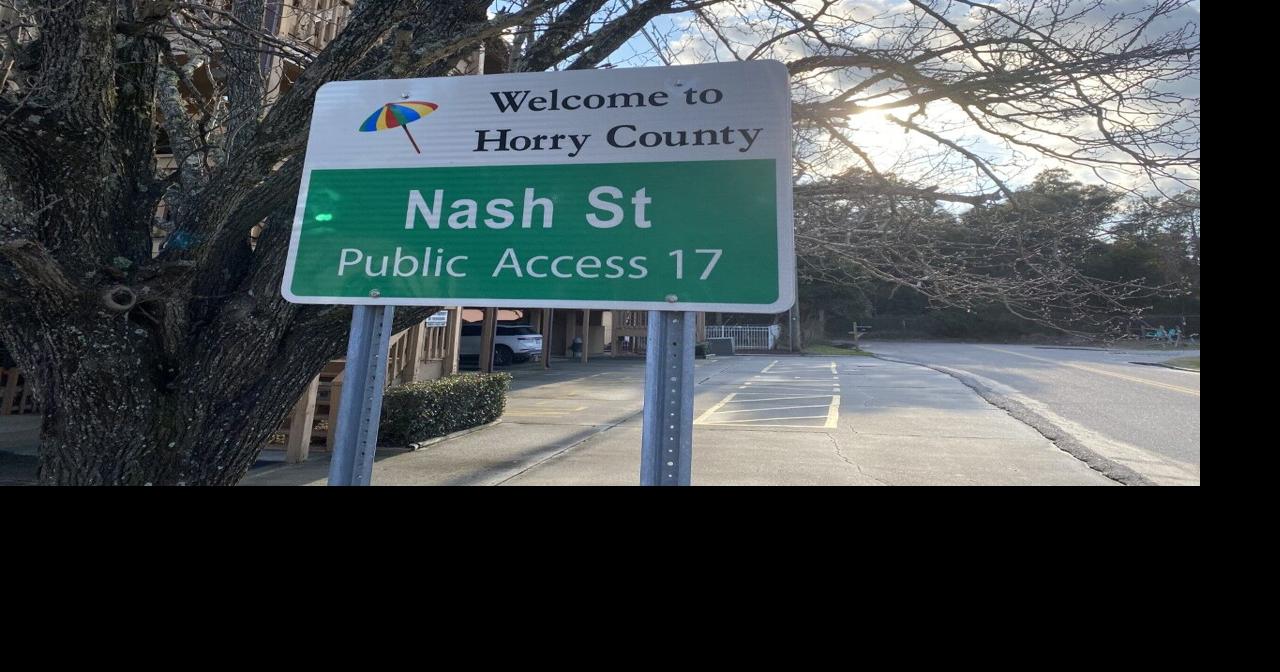 Welcome to
Horry County
Nash St
Public Access 17